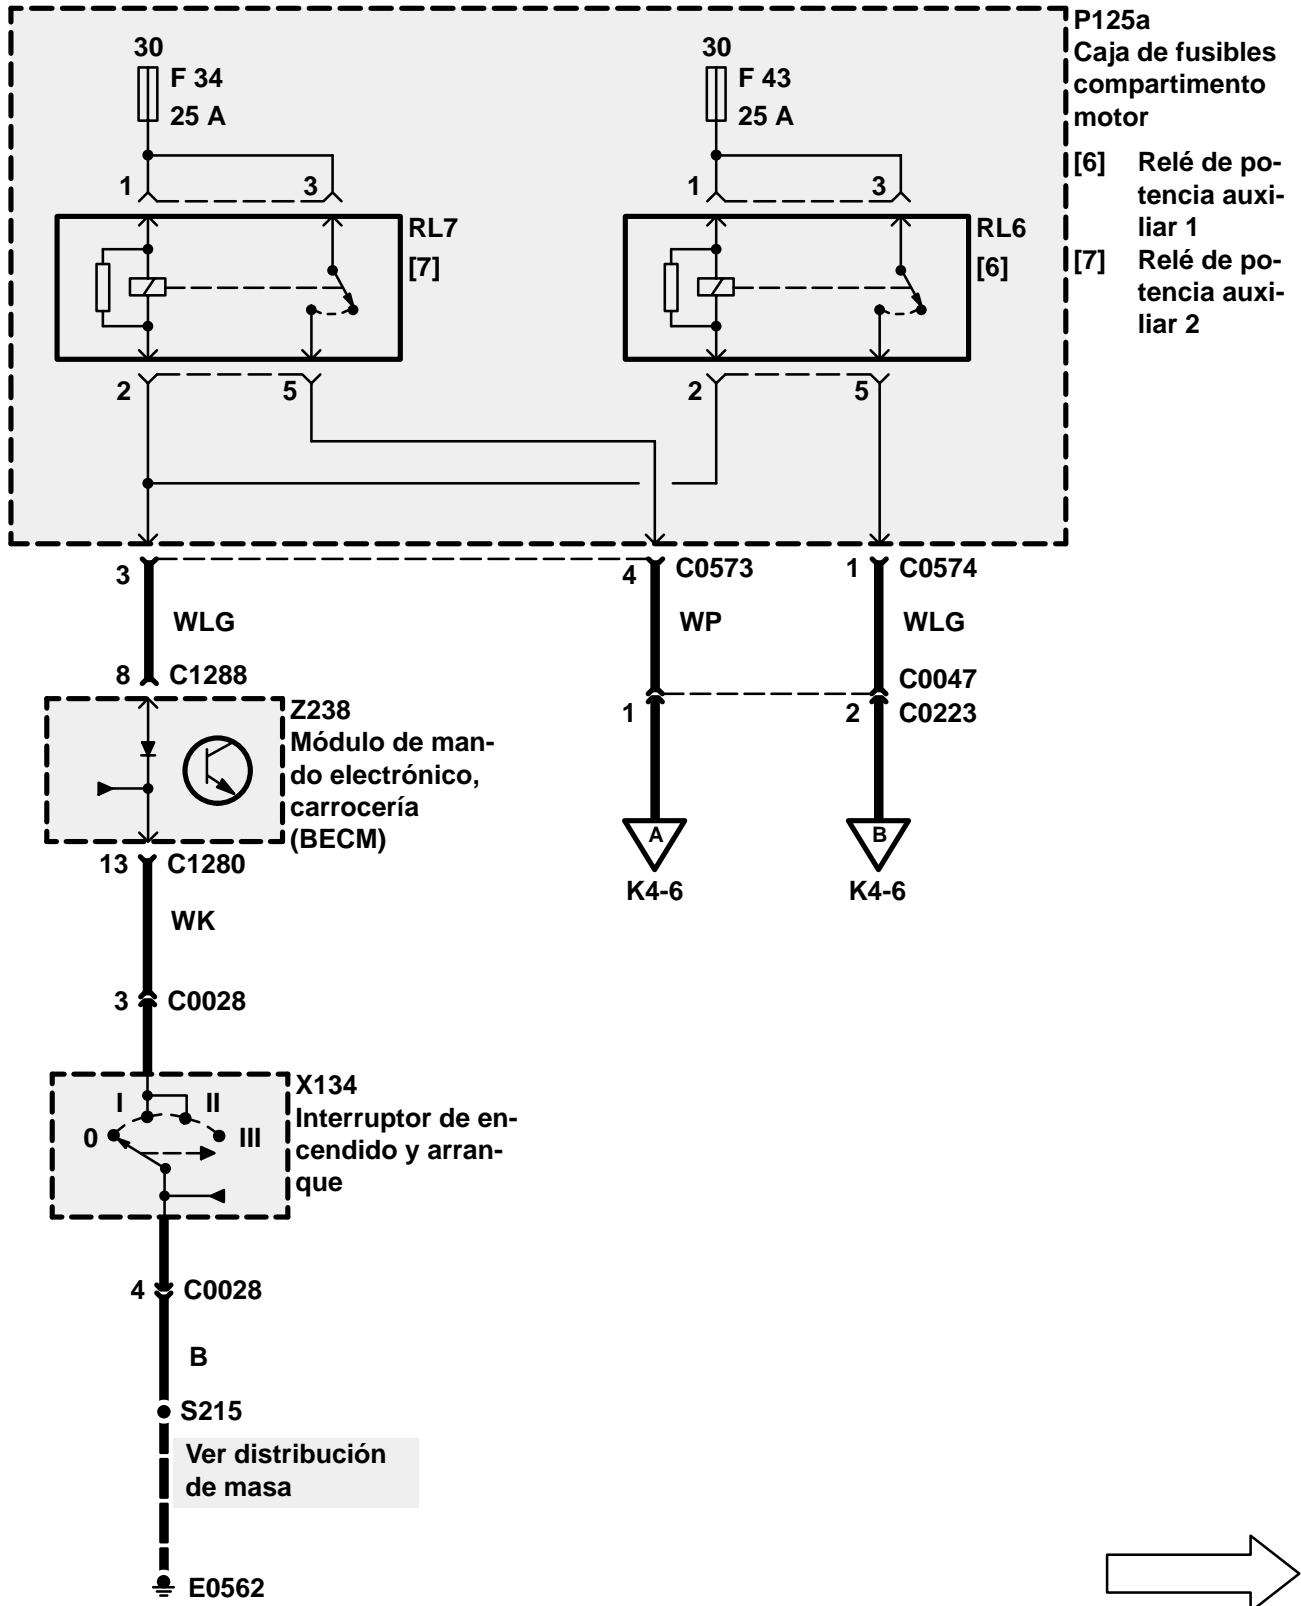 P125a
Caja de fusibles
compartimento
motor
[6] Relé de po-
tencia auxi-
liar 1
[7] Relé de po-
tencia auxi-
liar 2
30
F 34
25 A
30
F 43
25 A
1
3
1
3
RL7
[7]
RL6
[6]
2
5
2
5
3
4
C0573
1
C0574
WLG
WP
WLG
8
C1288
C0047
1
2
C0223
Z238
Módulo de man-
do electrónico,
carrocería
(BECM)
A
B
13
C1280
K4-6
K4-6
WK
3
C0028
X134
Interruptor de en-
cendido y arran-
que
I
II
0
III
4
C0028
B
S215
Ver distribución
de masa
E0562